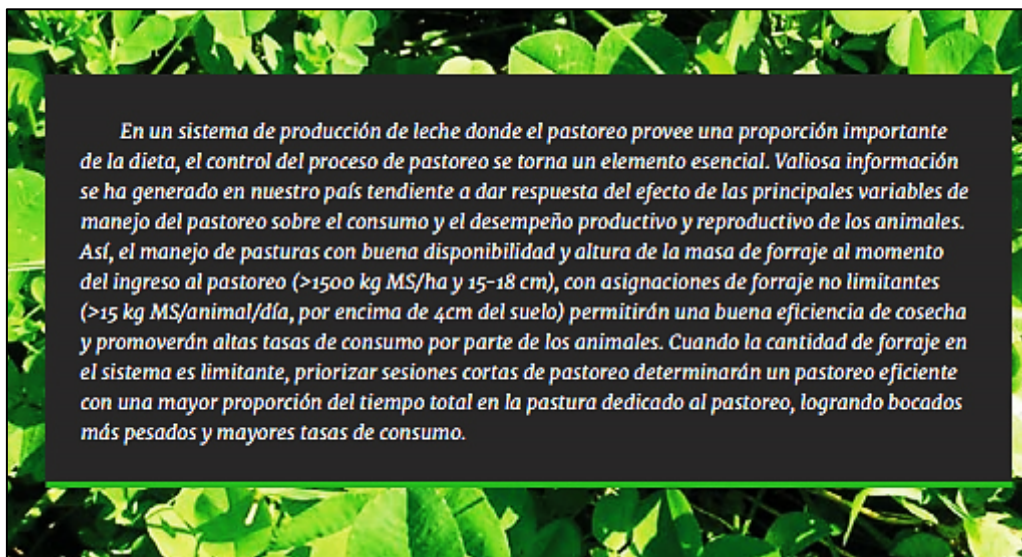 En un sistema de producción de leche donde el pastoreo provee una proporción importante
de la dieta, el control del proceso de pastoreo se torna un elemento esencial. Valiosa información
se ha generado en nuestro país tendiente a dar respuesta del efecto de las principales variables de
manejo del pastoreo sobre el consumo y el desempeño productivo y reproductivo de los animales.
Así, el manejo de pasturas con buena disponibilidad y altura de la masa de forraje al momento
del ingreso al pastoreo (>1500 kg MS/ha y 15-18 cm), con asignaciones de forraje no limitantes
(>15 kg MS/animal/día, por encima de 4cm del suelo) permitirán una buena eficiencia de cosecha
y promoverán altas tasas de consumo por parte de los animales. Cuando la cantidad de forraje en
el sistema es limitante, priorizar sesiones cortas de pastoreo determinarán un pastoreo eficiente
con una mayor proporción del tiempo total en la pastura dedicado al pastoreo, logrando bocados
más pesados y mayores tasas de consumo.